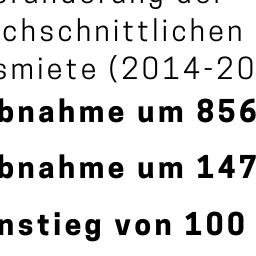 chschnittlichen
smiete (2014-20
bnahme um 856
bnahme um 147
nstieg von 100